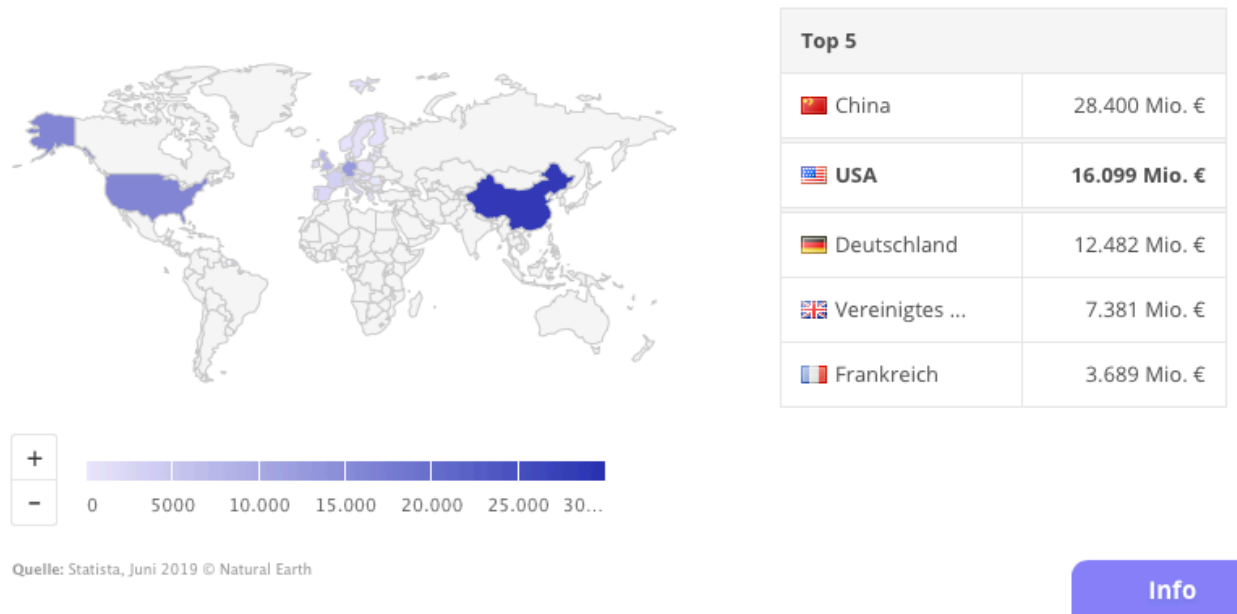 Top 5
China 28.400 Mio. €
USA 16.099 Mio. €
Deutschland 12.482 Mio. €
Vereinigtes ... 7.381 Mio. €
Frankreich 3.689 Mio. €
+
−
0 5000 10.000 15.000 20.000 25.000 30...
Quelle: Statista, Juni 2019 © Natural Earth
Info